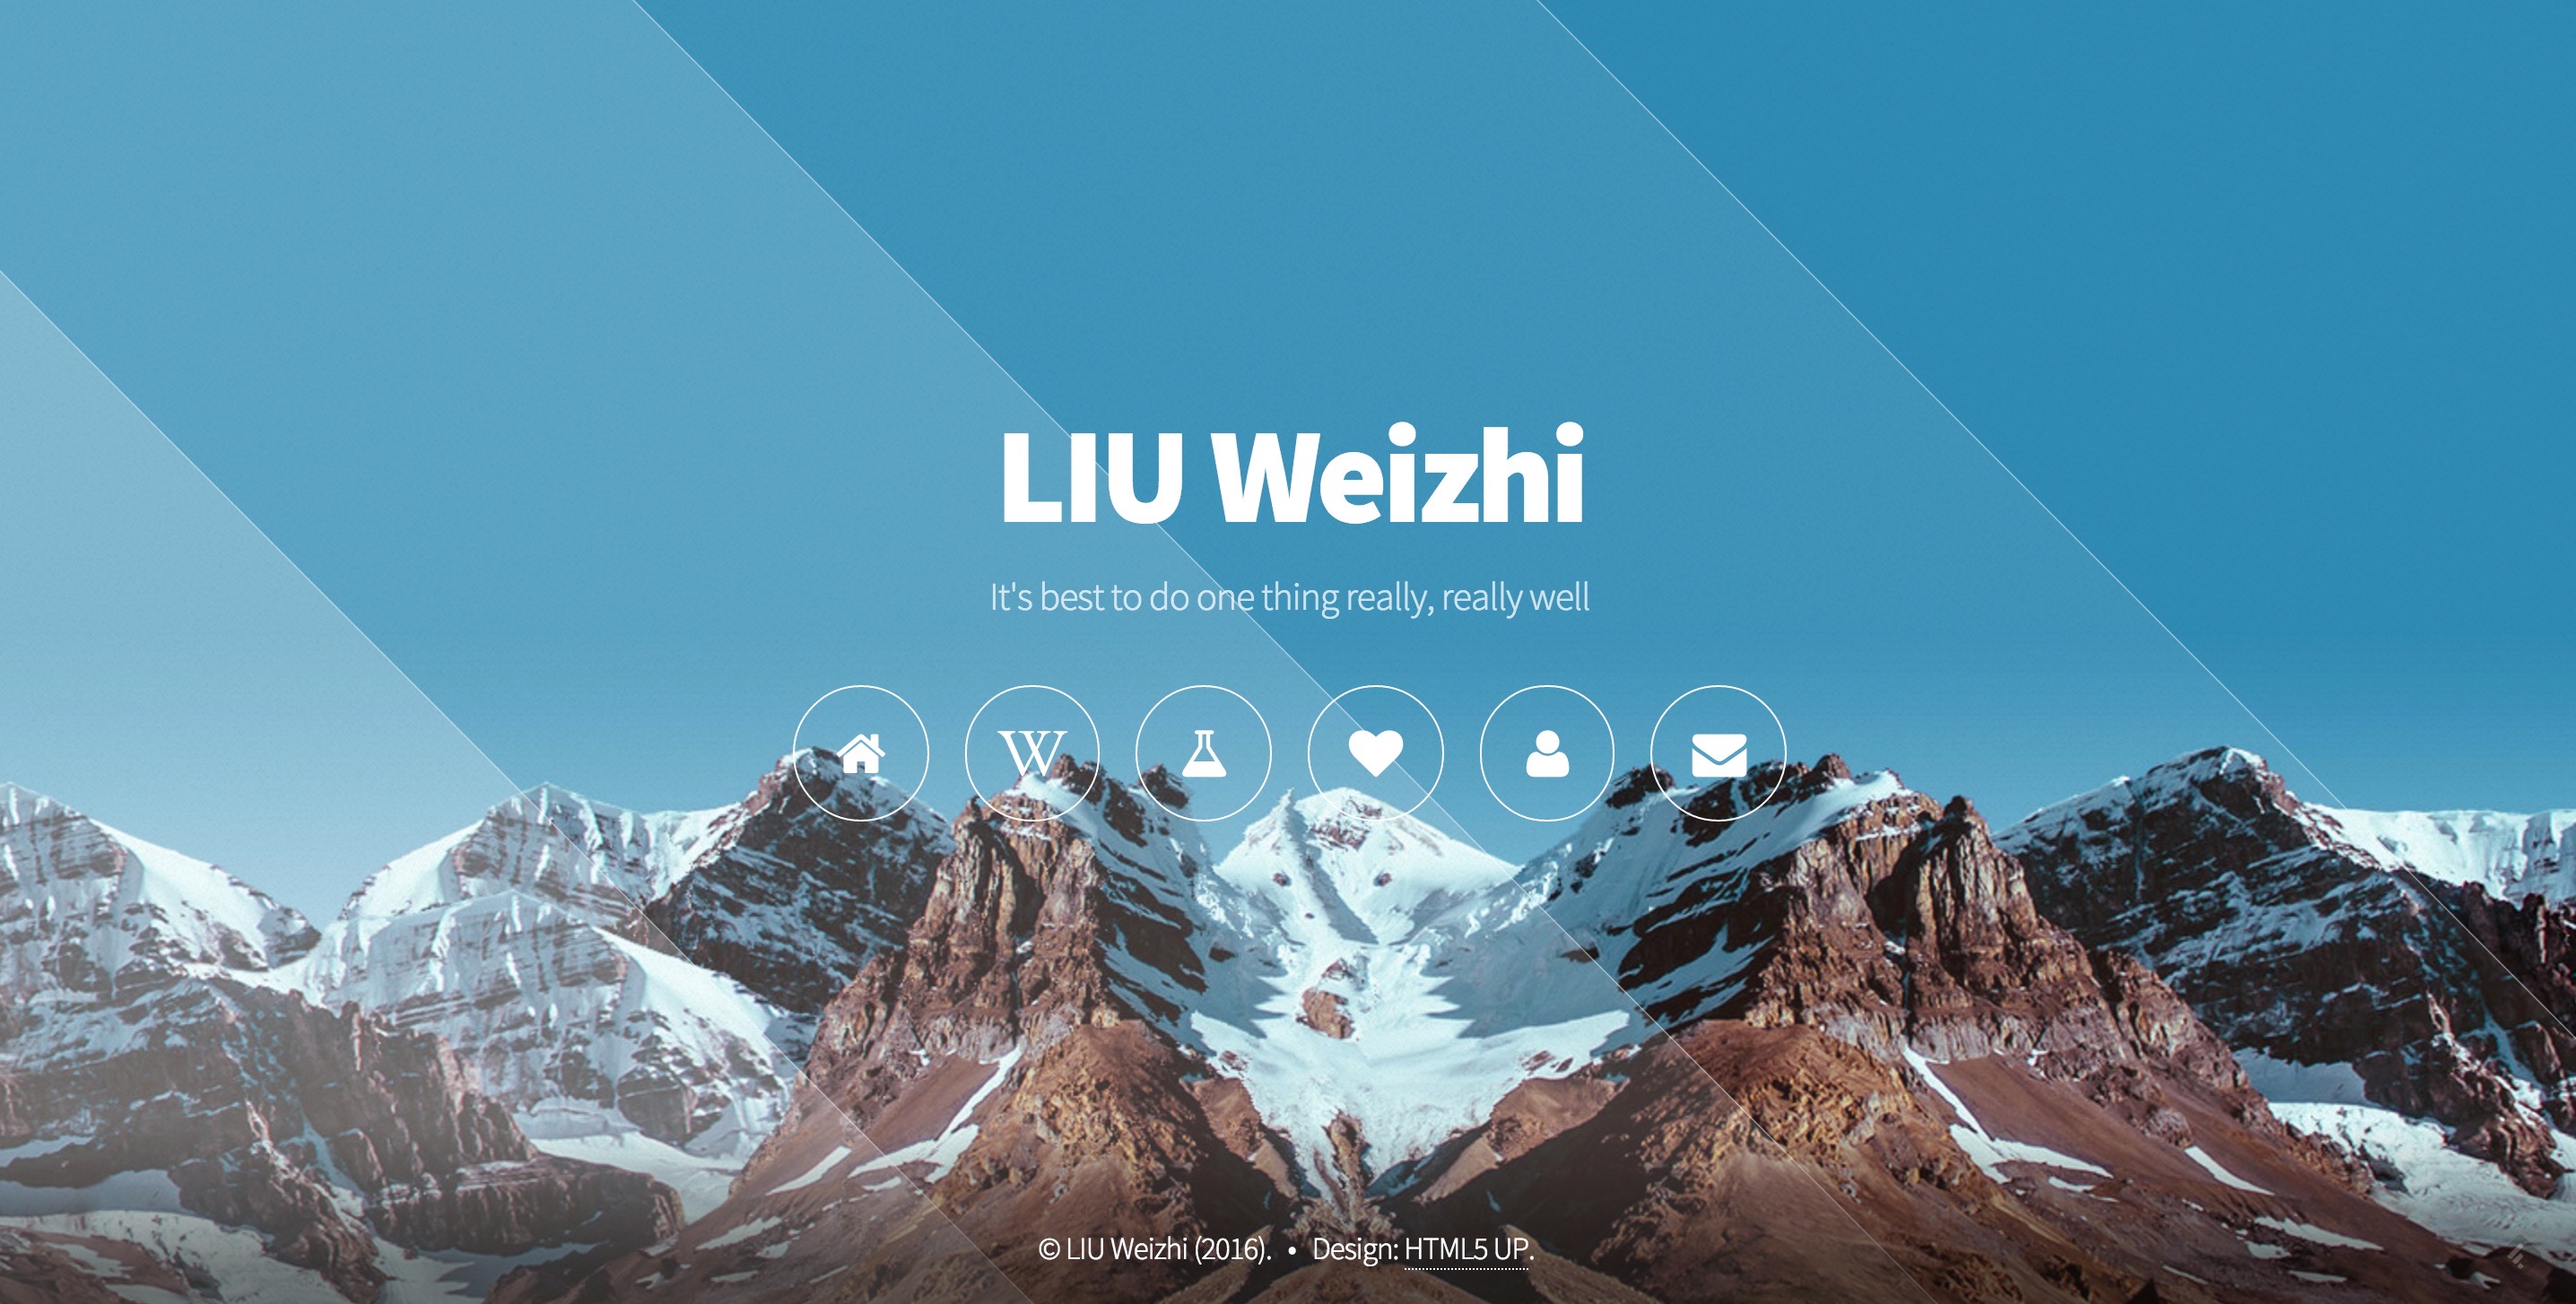 LIU Weizhi
It's best to do one thing really, really well
W
© LIU Weizhi (2016). • Design: HTML5 UP.